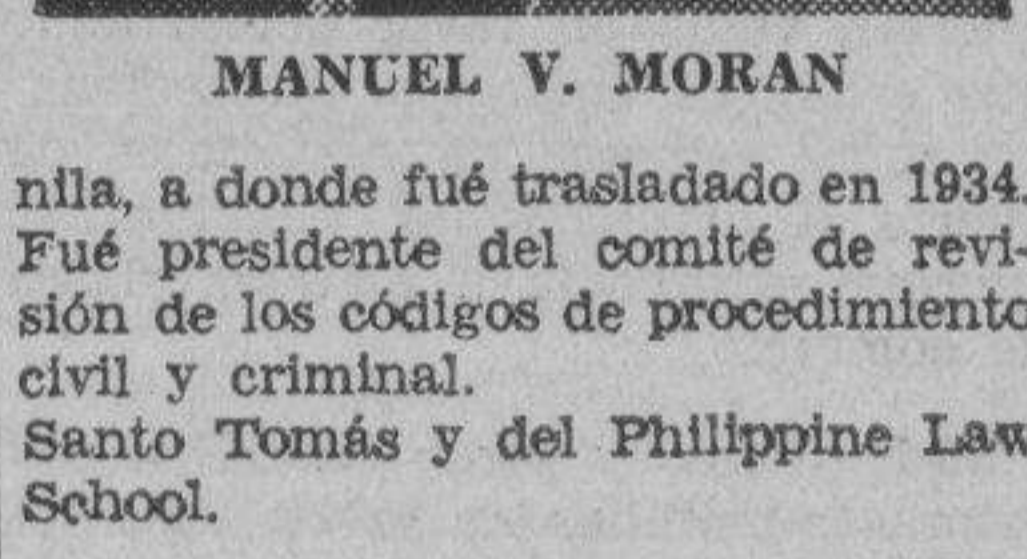 MANUEL V. MORAN
nila, a donde fué trasladado en 1934.
Fué presidente del comité de revi-
sión de los códigos de procedimiento
civil y criminal.
Santo Tomás y del Philippine Law
School.